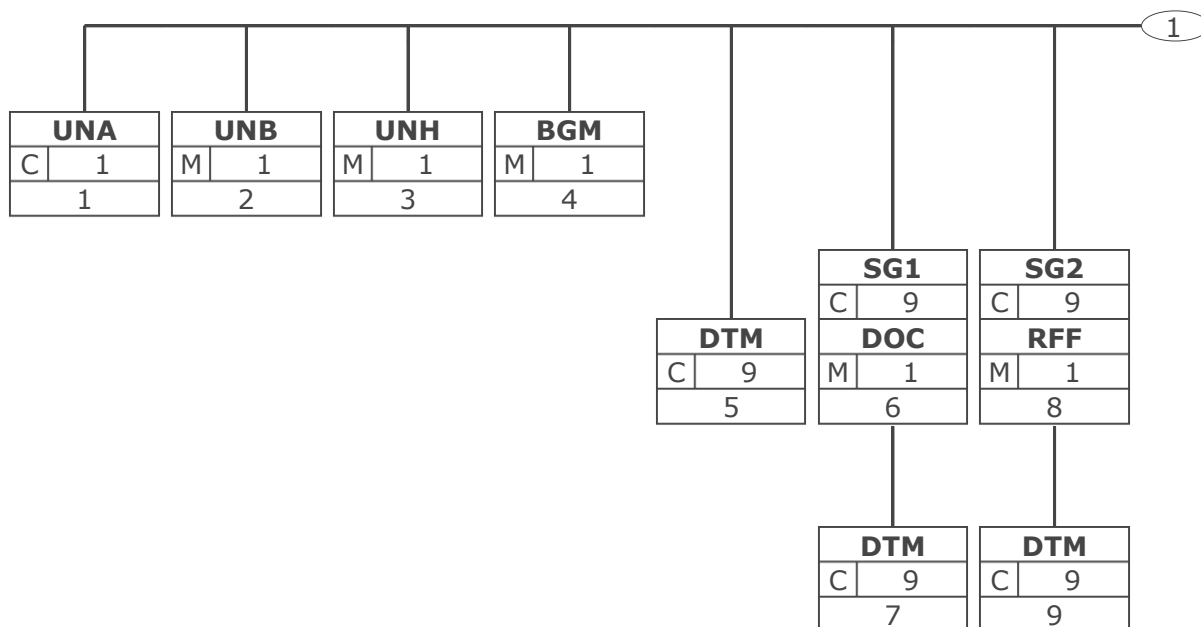 1
UNA UNB UNH BGM
C 1 M 1 M 1 M 1
1 2 3 4
SG1 SG2
C 9 C 9
DTM DOC RFF
C 9 M 1 M 1
5 6 8
DTM DTM
C 9 C 9
7 9